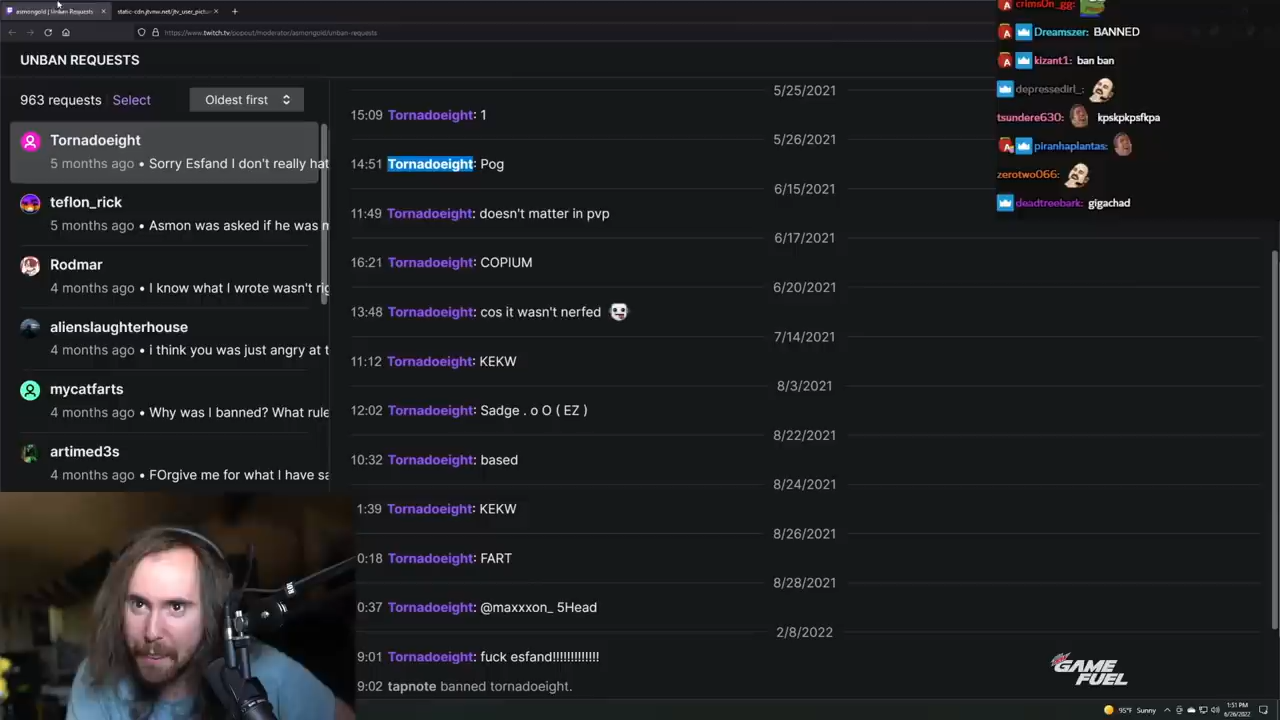 asmongold | Unban Requests
static-cdn.jtvnw.net/jtv_user_pictu
https://www.twitch.tv/popout/moderator/asmongold/unban-requests
UNBAN REQUESTS
963 requests Select Oldest first
Tornadoeight
5 months ago • Sorry Esfand I don't really hat
teflon_rick
5 months ago • Asmon was asked if he was n
Rodmar
4 months ago • I know what I wrote wasn't rig
alienslaughterhouse
4 months ago • i think you was just angry at t
mycatfarts
4 months ago • Why was I banned? What rule
artimed3s
4 months ago • FOrgive me for what I have sa
5/25/2021
15:09 Tornadoeight: 1
5/26/2021
14:51 Tornadoeight: Pog
6/15/2021
11:49 Tornadoeight: doesn't matter in pvp
6/17/2021
16:21 Tornadoeight: COPIUM
6/20/2021
13:48 Tornadoeight: cos it wasn't nerfed
7/14/2021
11:12 Tornadoeight: KEKW
8/3/2021
12:02 Tornadoeight: Sadge . o O ( EZ )
8/22/2021
10:32 Tornadoeight: based
8/24/2021
1:39 Tornadoeight: KEKW
8/26/2021
0:18 Tornadoeight: FART
8/28/2021
0:37 Tornadoeight: @maxxxon_ 5Head
2/8/2022
9:01 Tornadoeight: fuck esfand!!!!!!!!!!!!!
9:02 tapnote banned tornadoeight.
crims0n_gg:
Dreamszer: BANNED
kizant1: ban ban
depressedirl_:
tsundere630: kpskpkpsfkpa
piranhaplantas:
zerotwo066:
deadtreebark: gigachad
GAME FUEL
95°F Sunny
1:51 PM
6/26/2022